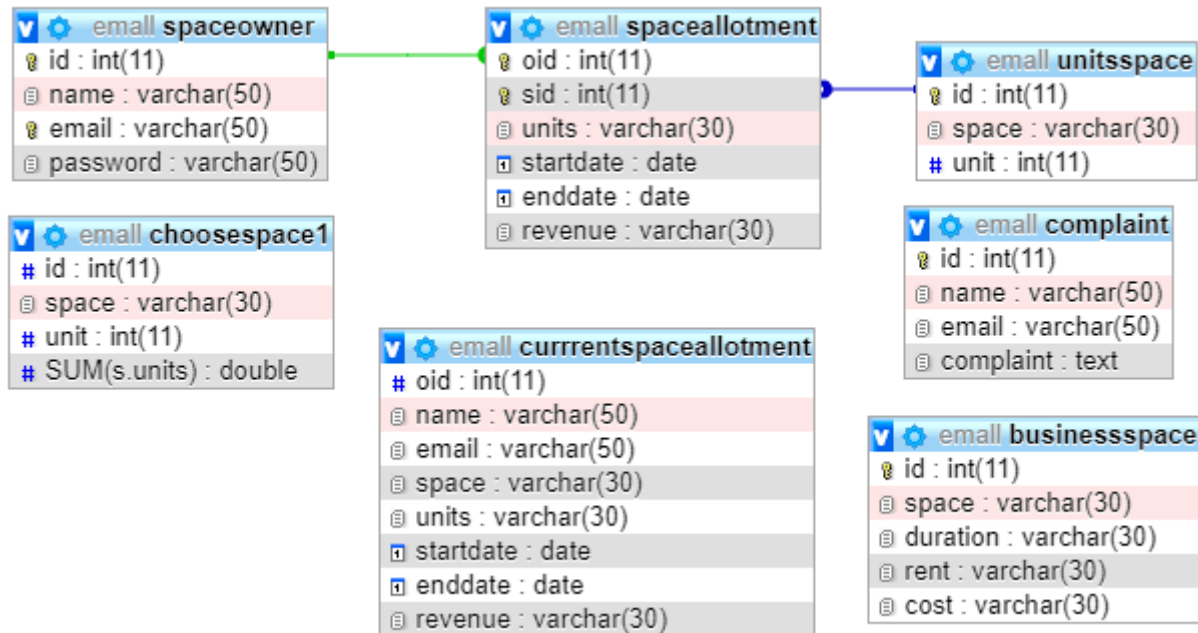 emall spaceowner
id : int(11)
name : varchar(50)
email : varchar(50)
password : varchar(50)
emall spaceallotment
oid : int(11)
sid : int(11)
units : varchar(30)
startdate : date
enddate : date
revenue : varchar(30)
emall unitsspace
id : int(11)
space : varchar(30)
# unit : int(11)
emall choosespace1
# id : int(11)
space : varchar(30)
# unit : int(11)
# SUM(s.units) : double
emall currrentspaceallotment
# oid : int(11)
name : varchar(50)
email : varchar(50)
space : varchar(30)
units : varchar(30)
startdate : date
enddate : date
revenue : varchar(30)
emall complaint
id : int(11)
name : varchar(50)
email : varchar(50)
complaint : text
emall businessspace
id : int(11)
space : varchar(30)
duration : varchar(30)
rent : varchar(30)
cost : varchar(30)